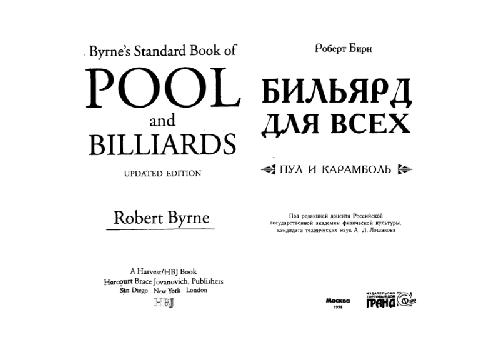 Byrne's Standard Book of
POOL
and
BILLIARDS
UPDATED EDITION
Robert Byrne
A Harvest/HBJ Book
Harcourt Brace Jovanovich, Publishers
San Diego New York London
HBJ
Роберт Бирн
БИЛЬЯРД
ДЛЯ ВСЕХ
ПУЛ И КАРАМБОЛЬ
Под редакцией доцента Российской
государственной академии физической культуры,
кандидата технических наук А. Л. Лошакова
Москва
1998
ГРАНД